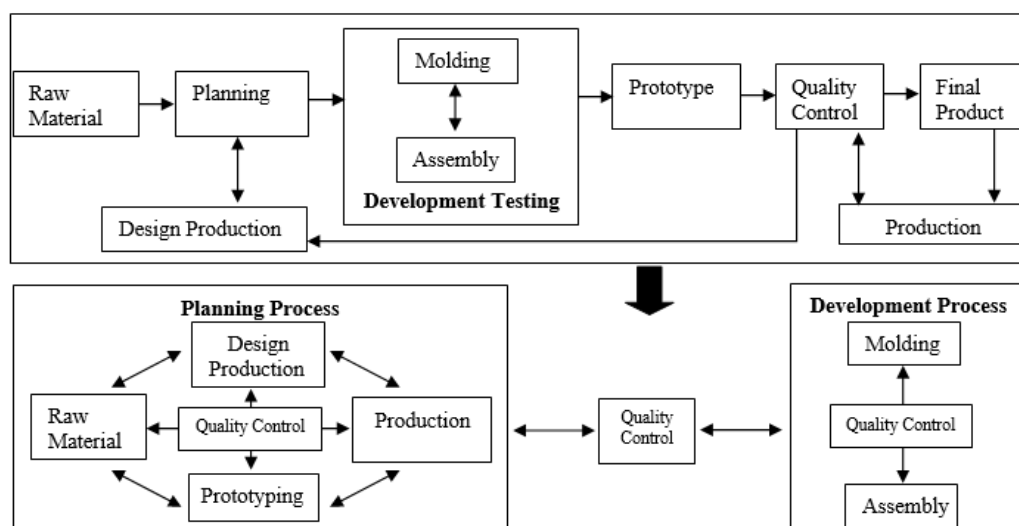 Raw
Material
Planning
Molding
Assembly
Development Testing
Prototype
Quality
Control
Final
Product
Design Production
Production
Planning Process
Design
Production
Raw
Material
Quality Control
Production
Prototyping
Quality
Control
Development Process
Molding
Quality Control
Assembly